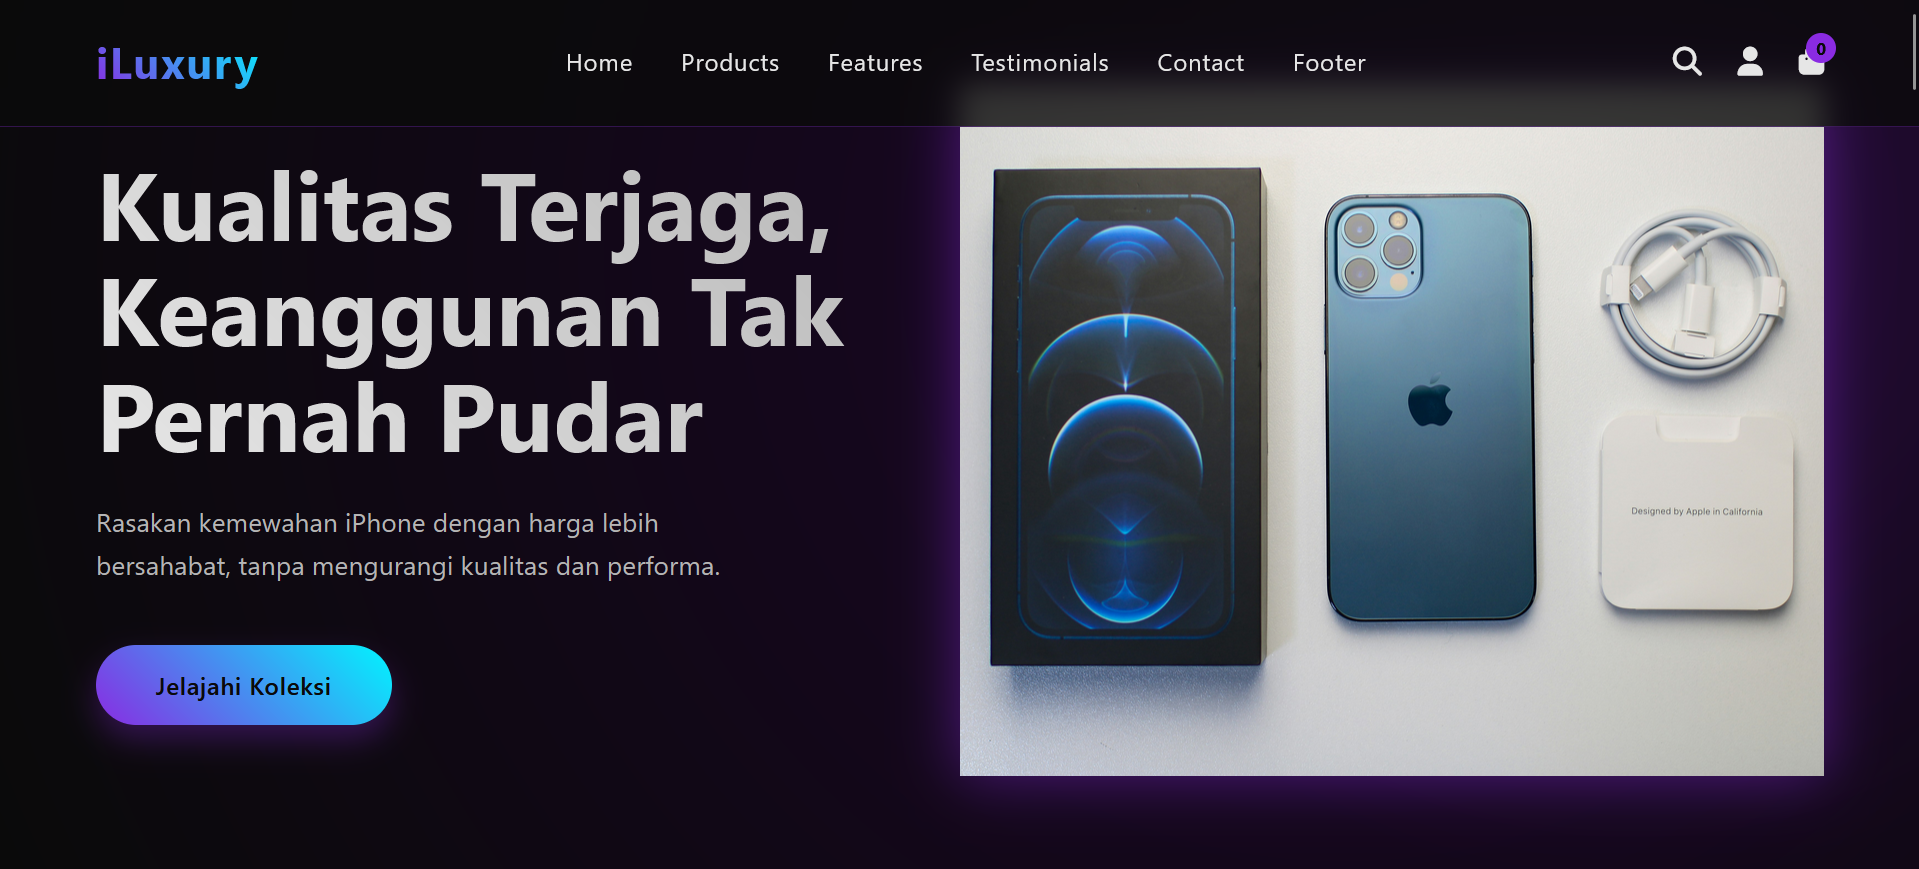 iLuxury
Home
Products
Features
Testimonials
Contact
Footer
0
Kualitas Terjaga,
Keanggunan Tak
Pernah Pudar
Rasakan kemewahan iPhone dengan harga lebih
bersahabat, tanpa mengurangi kualitas dan performa.
Jelajahi Koleksi
Designed by Apple in California